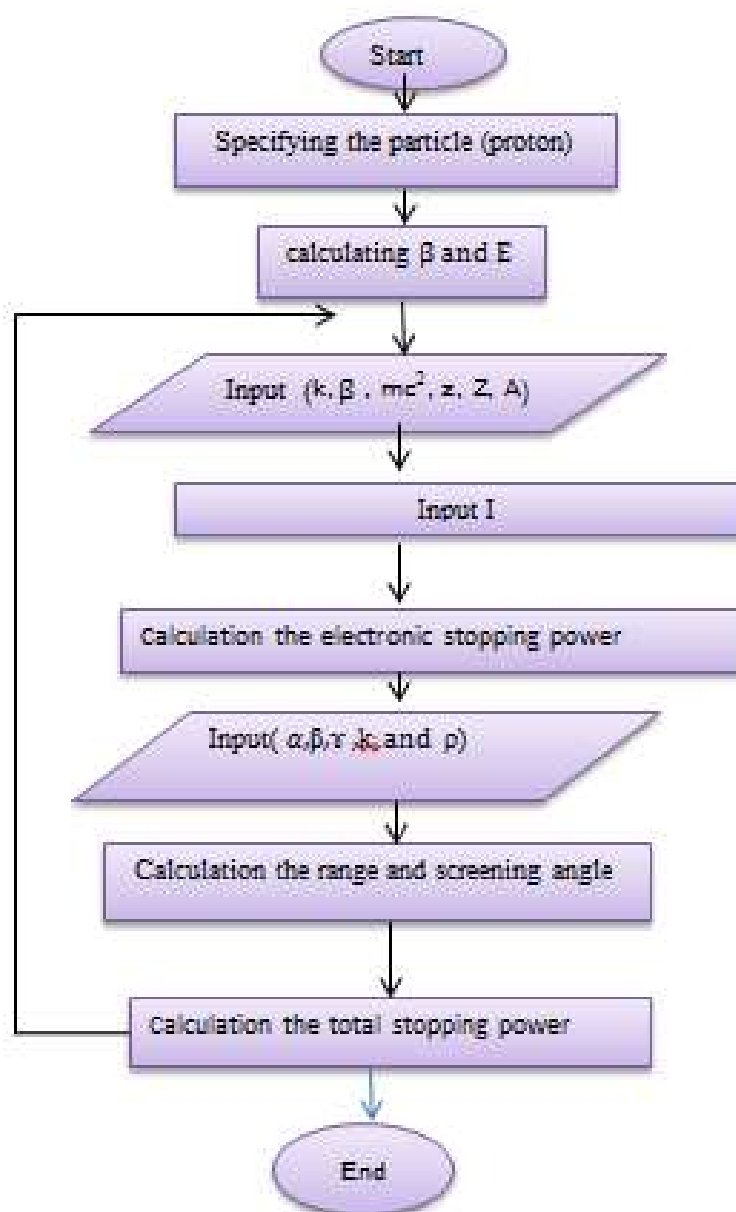 Start
Specifying the particle (proton)
calculating β and E
Input (k, β , mc², z, Z, A)
Input I
Calculation the electronic stopping power
Input( α,β,γ ,k, and ρ)
Calculation the range and screening angle
Calculation the total stopping power
End